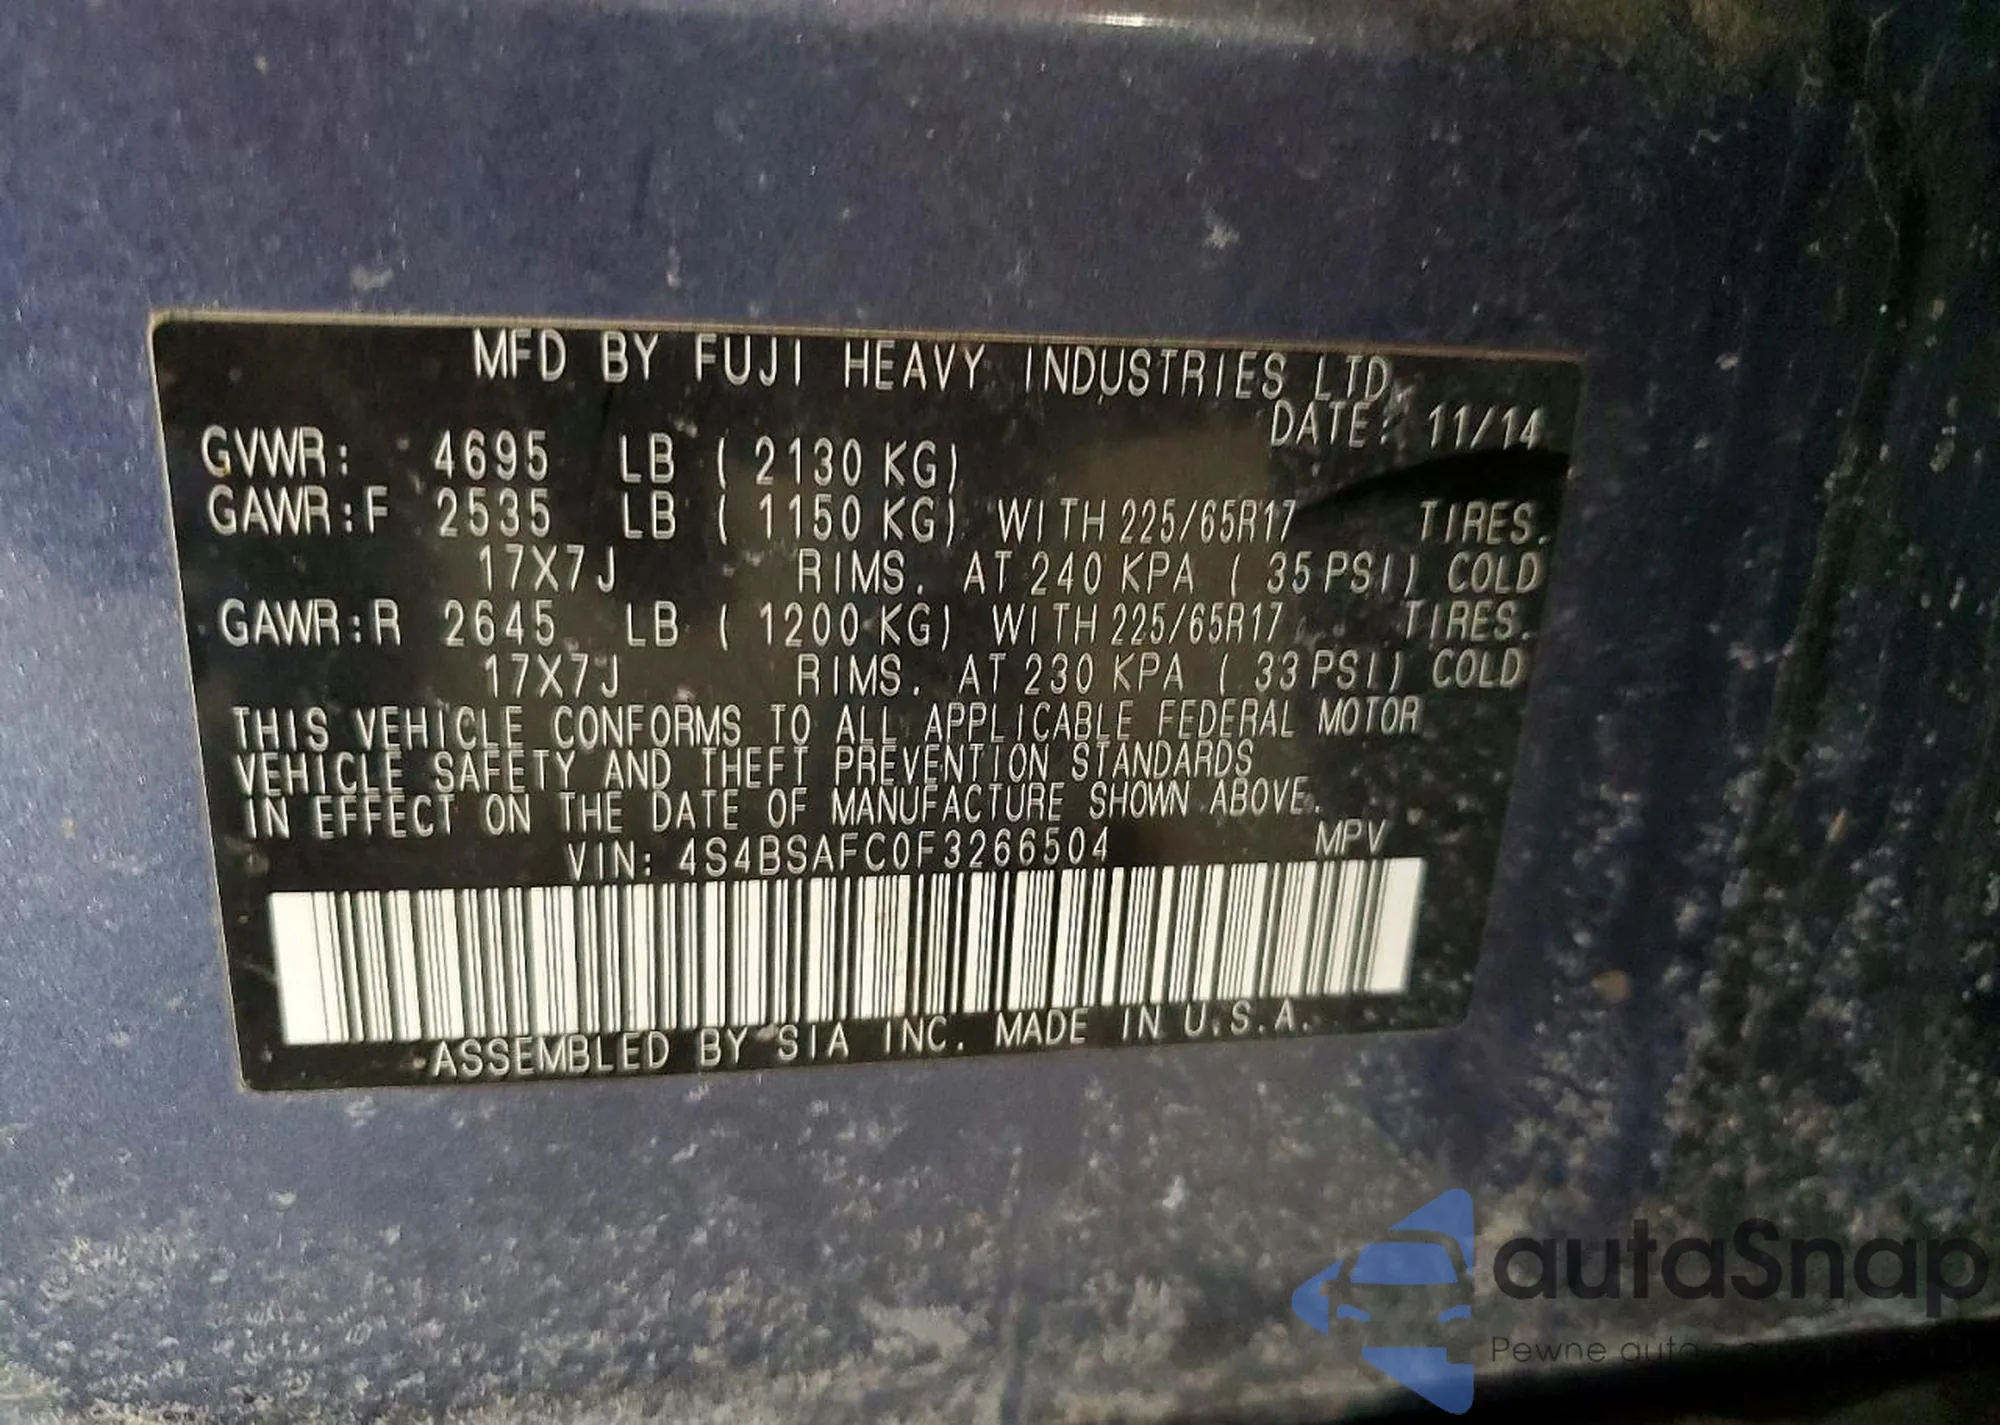 MFD BY FUJI HEAVY INDUSTRIES LTD.
DATE: 11/14
GVWR: 4695 LB ( 2130 KG)
GAWR:F 2535 LB ( 1150 KG) WITH 225/65R17 TIRES.
17X7J RIMS. AT 240 KPA ( 35 PSI) COLD
GAWR:R 2645 LB ( 1200 KG) WITH 225/65R17 TIRES.
17X7J RIMS. AT 230 KPA ( 33 PSI) COLD
THIS VEHICLE CONFORMS TO ALL APPLICABLE FEDERAL MOTOR
VEHICLE SAFETY AND THEFT PREVENTION STANDARDS
IN EFFECT ON THE DATE OF MANUFACTURE SHOWN ABOVE.
VIN: 4S4BSAFC0F3266504 MPV
ASSEMBLED BY SIA INC. MADE IN U.S.A.
autaSnap
Pewne auta z